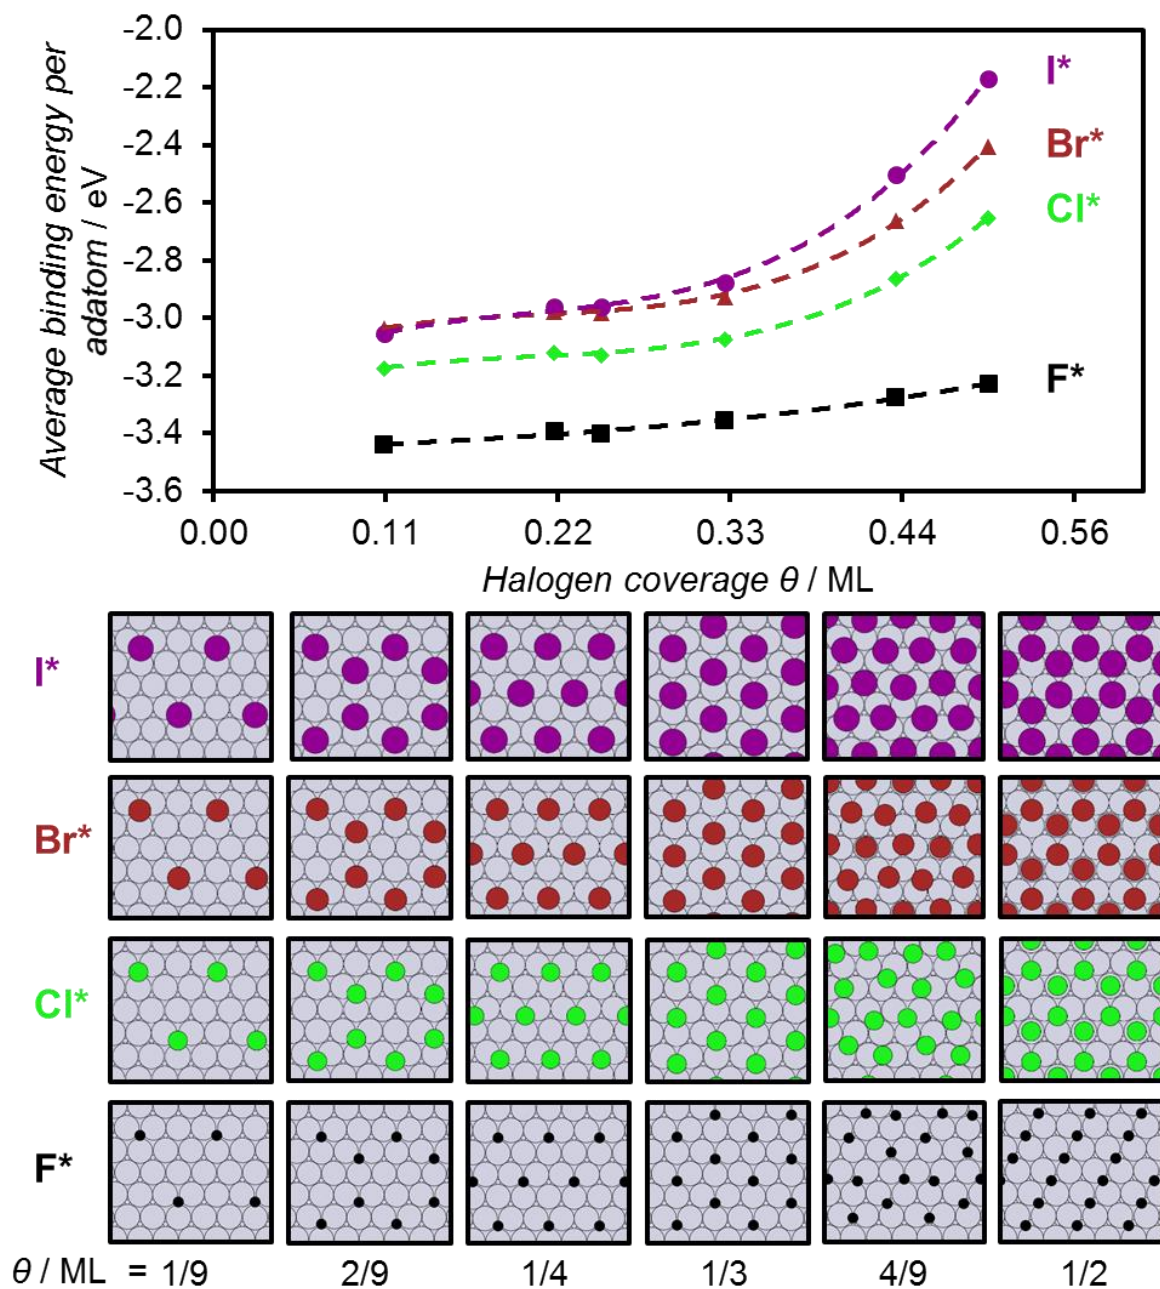 Average binding energy per
adatom / eV
-2.0
-2.2
-2.4
-2.6
-2.8
-3.0
-3.2
-3.4
-3.6
I*
Br*
Cl*
F*
0.00 0.11 0.22 0.33 0.44 0.56
Halogen coverage θ / ML
I*
Br*
Cl*
F*
θ / ML = 1/9 2/9 1/4 1/3 4/9 1/2